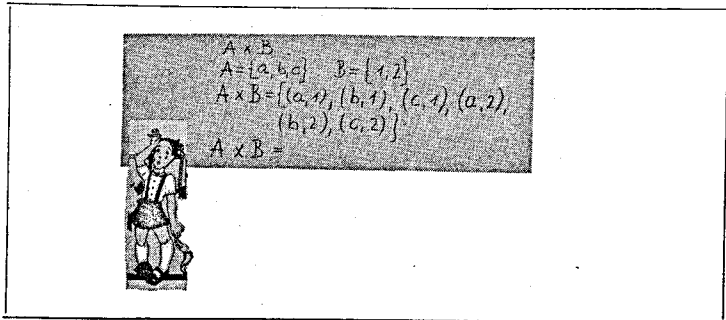 A x B
A={a,b,c} B={1,2}
A x B={(a,1),(b,1),(c,1),(a,2),
(b,2),(c,2)}
A x B =